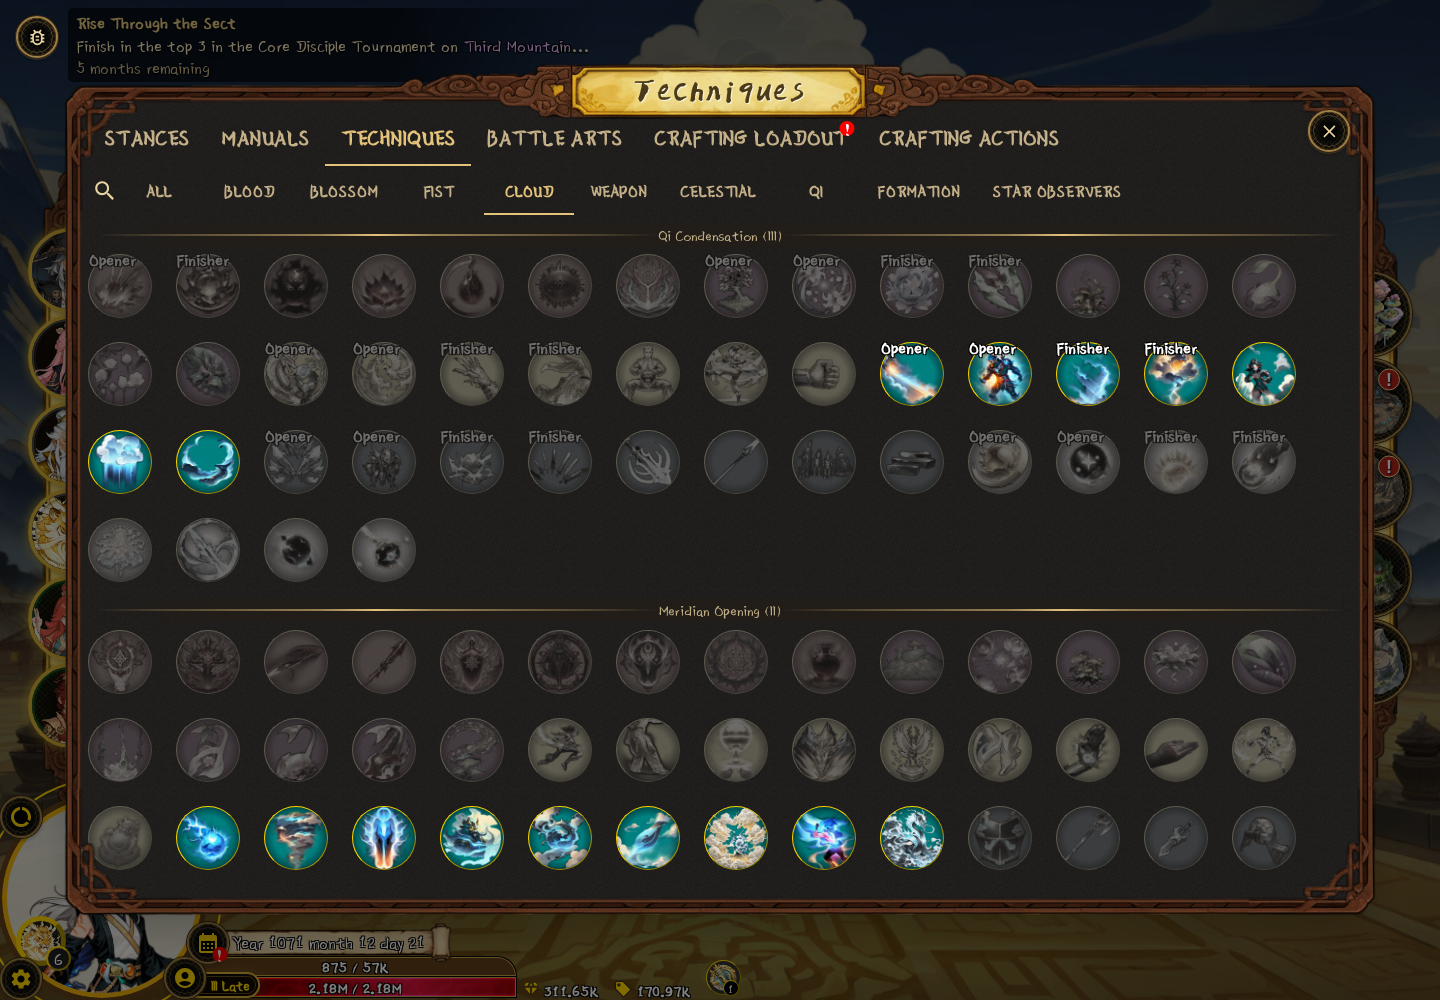 Rise Through the Sect
Finish in the top 3 in the Core Disciple Tournament on Third Mountain...
5 months remaining
Techniques
STANCES MANUALS TECHNIQUES BATTLE ARTS CRAFTING LOADOUT ! CRAFTING ACTIONS
ALL BLOOD BLOSSOM FIST CLOUD WEAPON CELESTIAL QI FORMATION STAR OBSERVERS
Qi Condensation (III)
Opener Finisher Opener Opener Finisher Finisher
Opener Opener Finisher Finisher Opener Opener Finisher Finisher
!
Opener Opener Finisher Finisher Opener Opener Finisher Finisher
!
Meridian Opening (II)
Year 1071 month 12 day 21
6
!
875 / 57k
III Late
2.18M / 2.18M
311.65k 170.97k 1